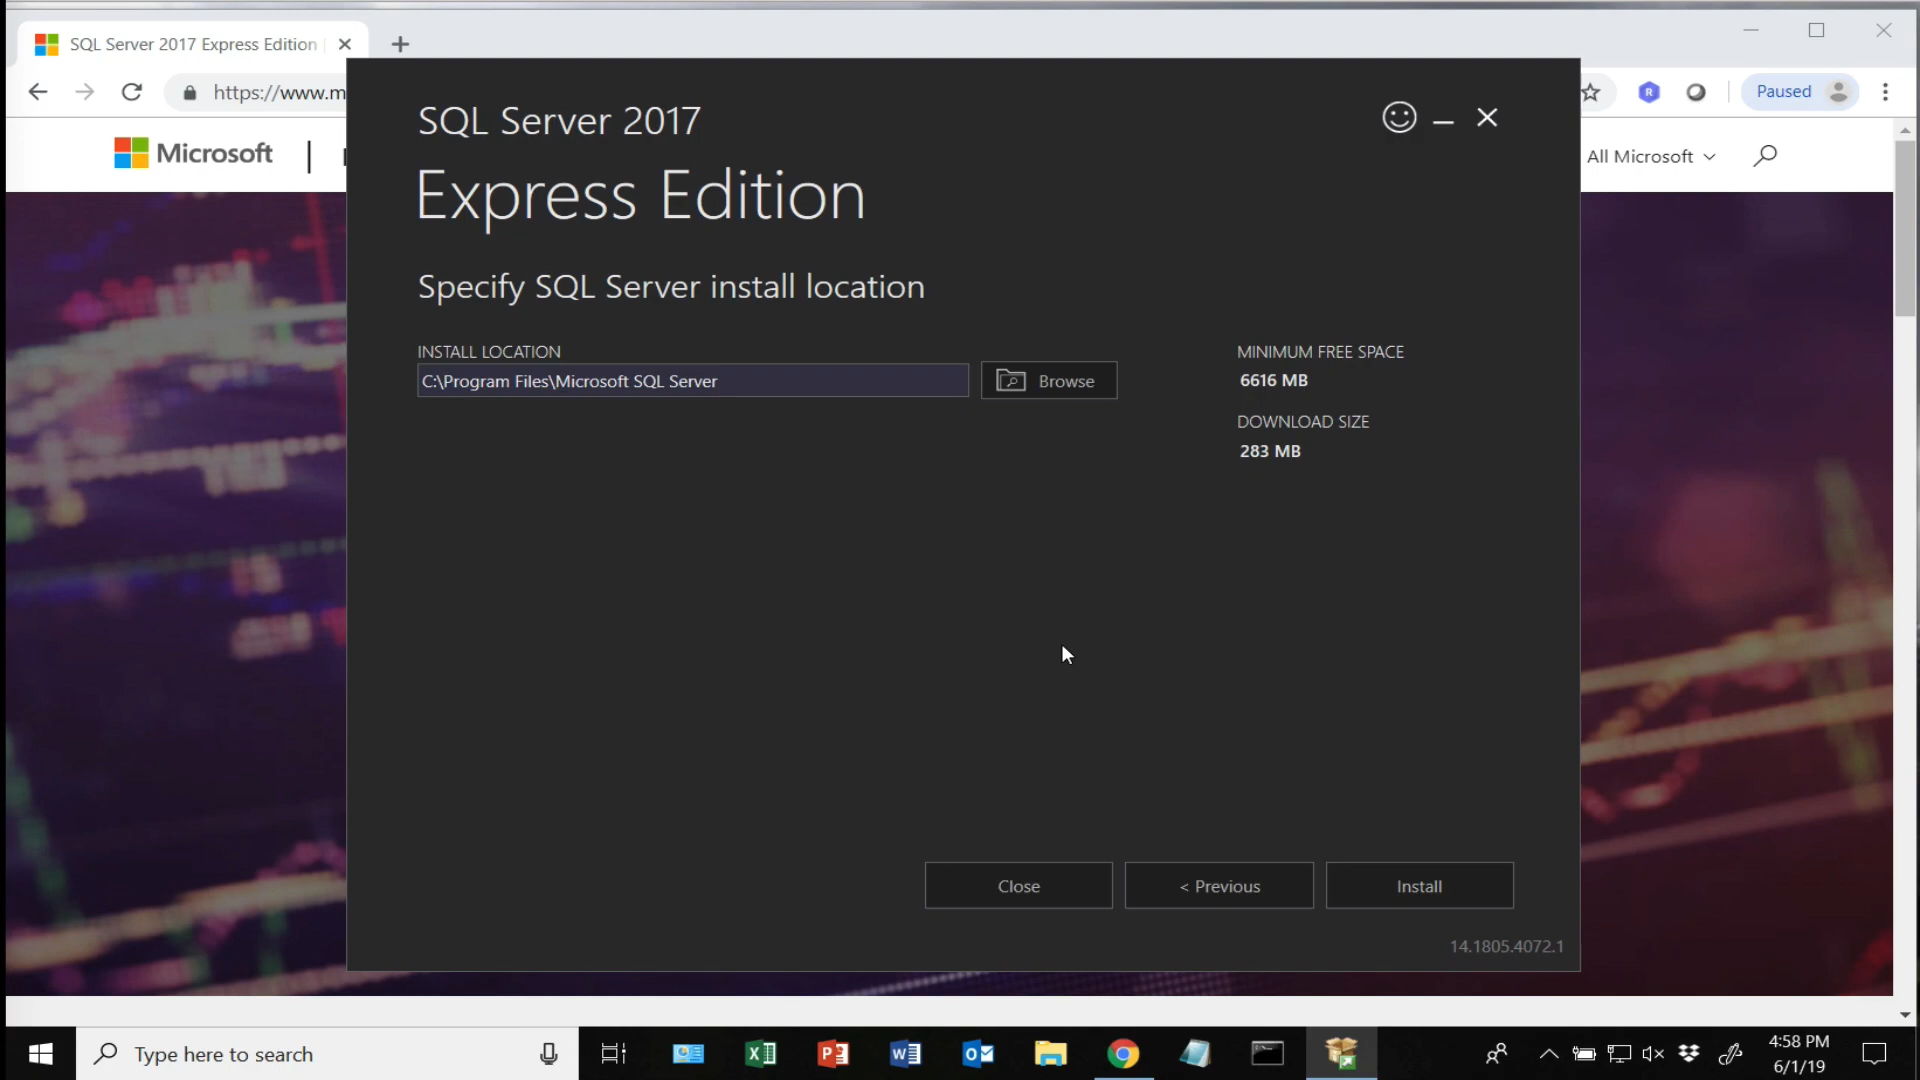 SQL Server 2017 Express Edition
https://www.m
Paused
Microsoft
All Microsoft
SQL Server 2017
Express Edition
Specify SQL Server install location
INSTALL LOCATION
C:\Program Files\Microsoft SQL Server
Browse
MINIMUM FREE SPACE
6616 MB
DOWNLOAD SIZE
283 MB
Close
< Previous
Install
14.1805.4072.1
Type here to search
4:58 PM
6/1/19